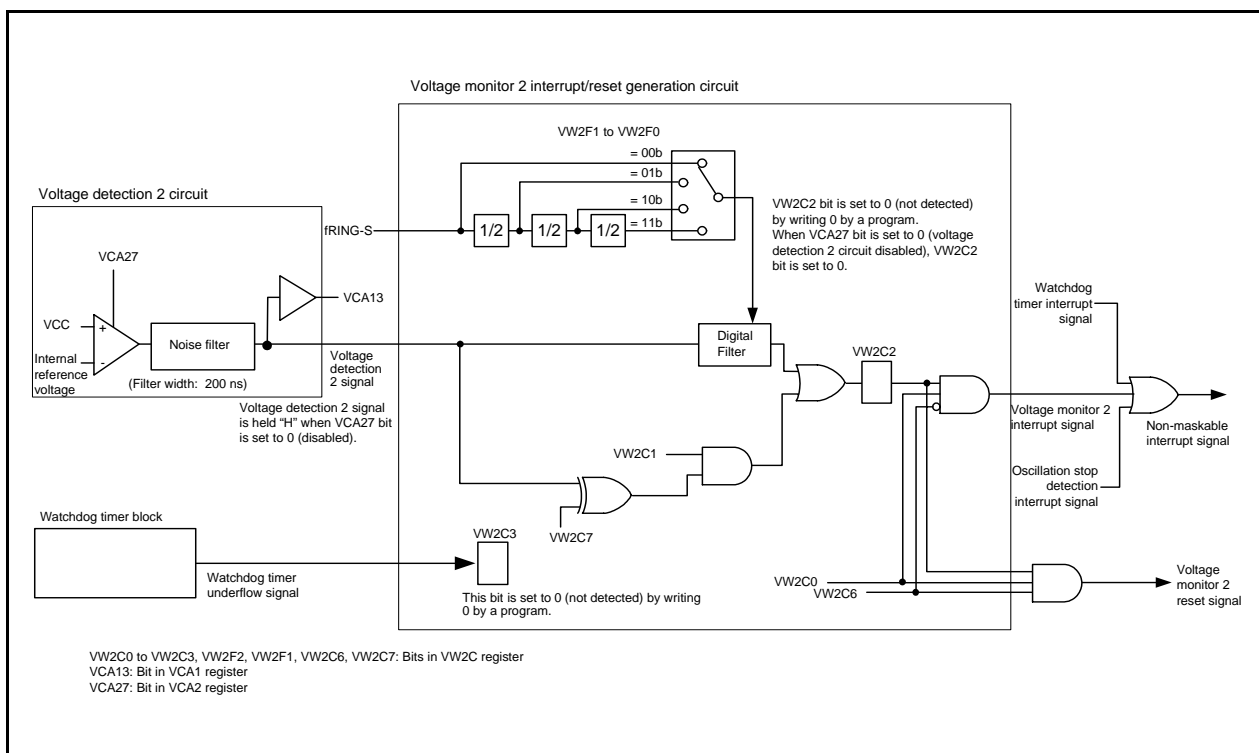 Voltage monitor 2 interrupt/reset generation circuit
VW2F1 to VW2F0
= 00b
= 01b
= 10b
= 11b
fRING-S
1/2
1/2
1/2
VW2C2 bit is set to 0 (not detected)
by writing 0 by a program.
When VCA27 bit is set to 0 (voltage
detection 2 circuit disabled), VW2C2
bit is set to 0.
Voltage detection 2 circuit
VCA27
VCC
+
-
Internal
reference
voltage
Noise filter
(Filter width: 200 ns)
VCA13
Voltage
detection
2 signal
Voltage detection 2 signal
is held “H” when VCA27 bit
is set to 0 (disabled).
Digital
Filter
VW2C2
Watchdog
timer interrupt
signal
Voltage monitor 2
interrupt signal
Non-maskable
interrupt signal
Oscillation stop
detection
interrupt signal
VW2C1
VW2C7
Watchdog timer block
Watchdog timer
underflow signal
VW2C3
This bit is set to 0 (not detected) by writing
0 by a program.
VW2C0
VW2C6
Voltage
monitor 2
reset signal
VW2C0 to VW2C3, VW2F2, VW2F1, VW2C6, VW2C7: Bits in VW2C register
VCA13: Bit in VCA1 register
VCA27: Bit in VCA2 register